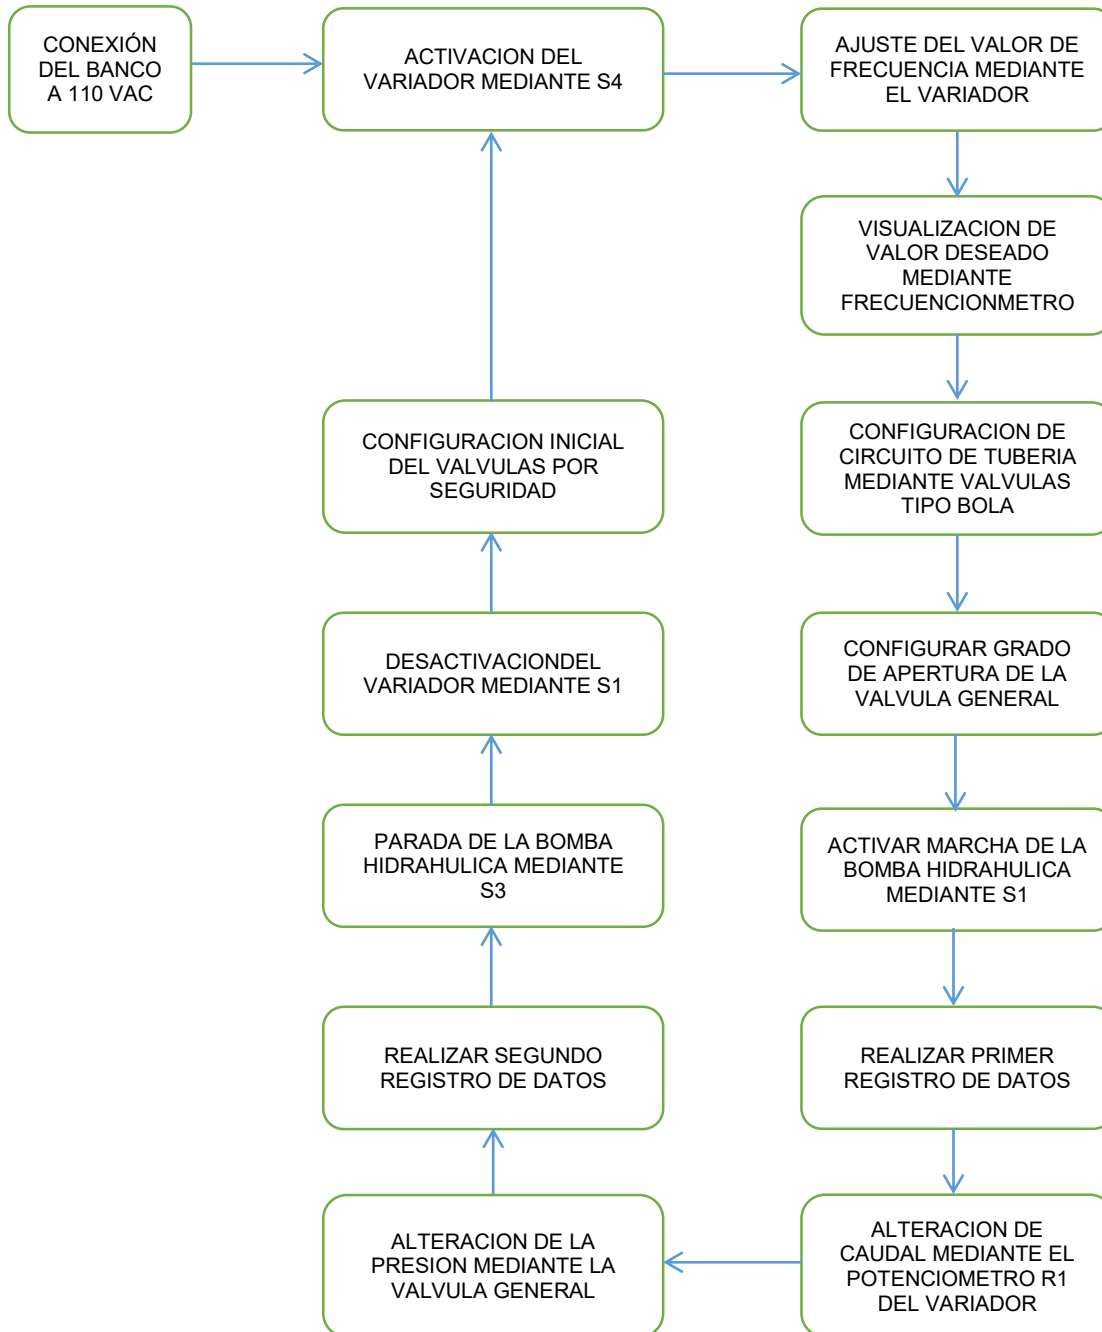 CONEXIÓN
DEL BANCO
A 110 VAC
ACTIVACION DEL
VARIADOR MEDIANTE S4
AJUSTE DEL VALOR DE
FRECUENCIA MEDIANTE
EL VARIADOR
VISUALIZACION DE
VALOR DESEADO
MEDIANTE
FRECUENCIONMETRO
CONFIGURACION DE
CIRCUITO DE TUBERIA
MEDIANTE VALVULAS
TIPO BOLA
CONFIGURAR GRADO
DE APERTURA DE LA
VALVULA GENERAL
ACTIVAR MARCHA DE LA
BOMBA HIDRAHULICA
MEDIANTE S1
REALIZAR PRIMER
REGISTRO DE DATOS
ALTERACION DE
CAUDAL MEDIANTE EL
POTENCIOMETRO R1
DEL VARIADOR
ALTERACION DE LA
PRESION MEDIANTE LA
VALVULA GENERAL
REALIZAR SEGUNDO
REGISTRO DE DATOS
PARADA DE LA BOMBA
HIDRAHULICA MEDIANTE
S3
DESACTIVACIONDEL
VARIADOR MEDIANTE S1
CONFIGURACION INICIAL
DEL VALVULAS POR
SEGURIDAD